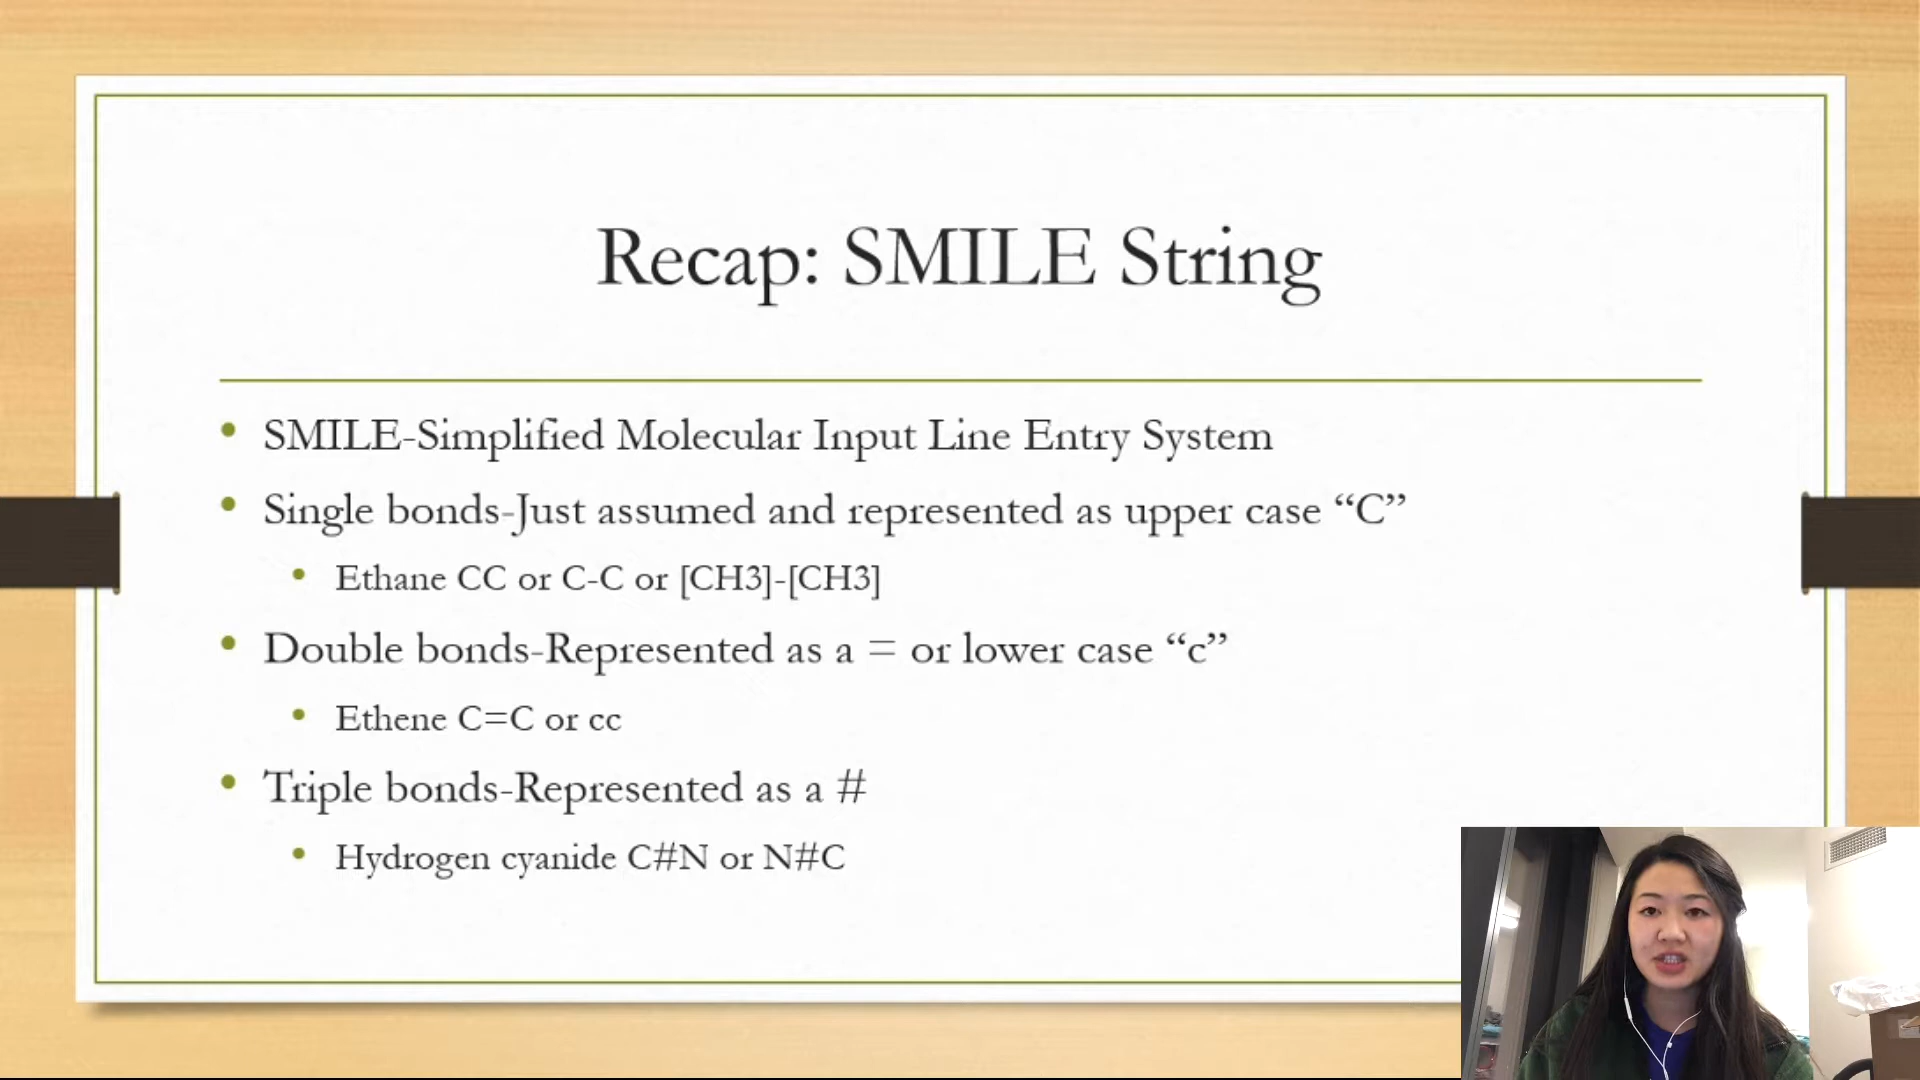 Recap: SMILE String
• SMILE-Simplified Molecular Input Line Entry System
• Single bonds-Just assumed and represented as upper case “C”
• Ethane CC or C-C or [CH3]-[CH3]
• Double bonds-Represented as a = or lower case “c”
• Ethene C=C or cc
• Triple bonds-Represented as a #
• Hydrogen cyanide C#N or N#C